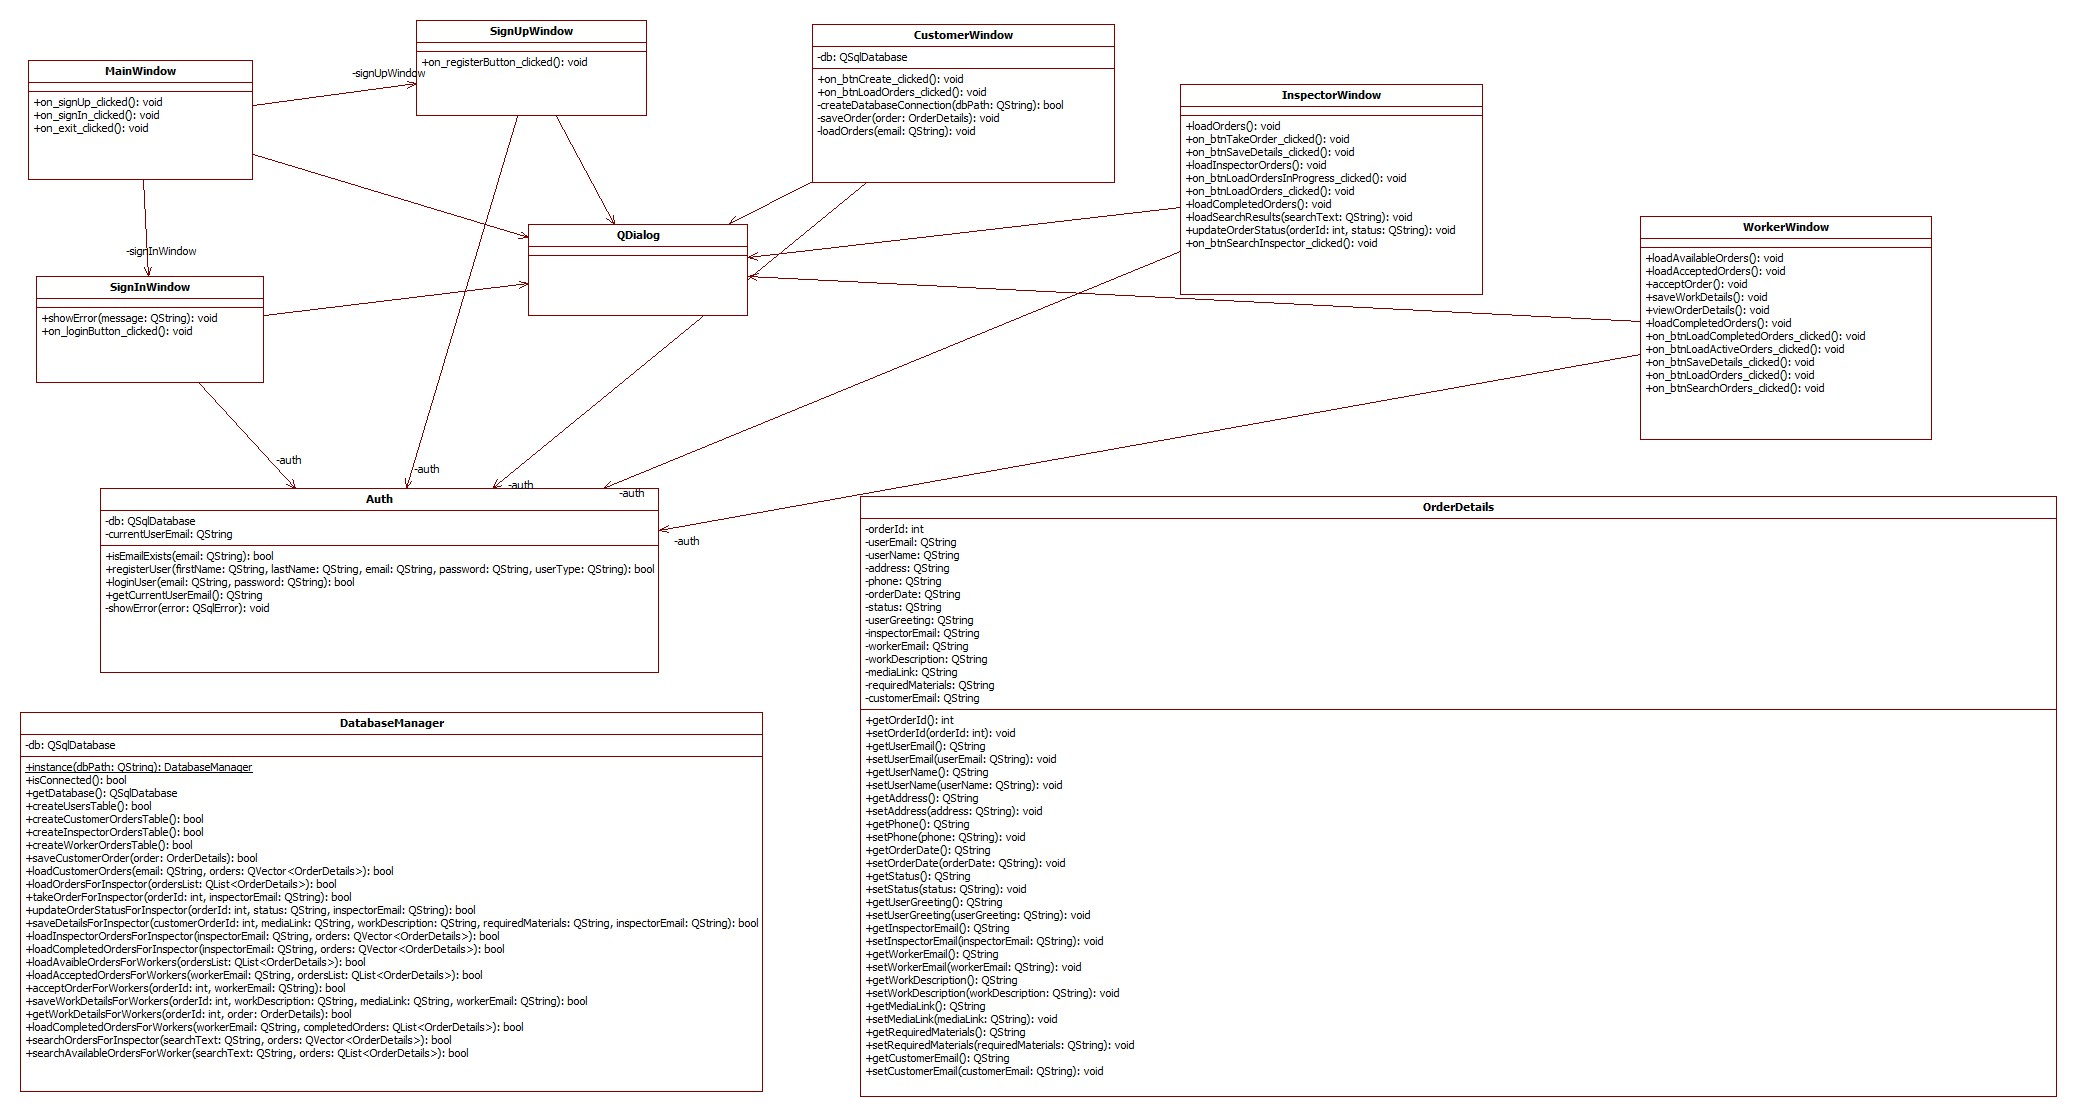 SignUpWindow
+on_registerButton_clicked(): void
CustomerWindow
-db: QSqlDatabase
+on_btnCreate_clicked(): void
+on_btnLoadOrders_clicked(): void
-createDatabaseConnection(dbPath: QString): bool
-saveOrder(order: OrderDetails): void
-loadOrders(email: QString): void
MainWindow
+on_signUp_clicked(): void
+on_signIn_clicked(): void
+on_exit_clicked(): void
-signUpWindow
InspectorWindow
+loadOrders(): void
+on_btnTakeOrder_clicked(): void
+on_btnSaveDetails_clicked(): void
+loadInspectorOrders(): void
+on_btnLoadOrdersInProgress_clicked(): void
+on_btnLoadOrders_clicked(): void
+loadCompletedOrders(): void
+loadSearchResults(searchText: QString): void
+updateOrderStatus(orderId: int, status: QString): void
+on_btnSearchInspector_clicked(): void
QDialog
WorkerWindow
+loadAvailableOrders(): void
+loadAcceptedOrders(): void
+acceptOrder(): void
+saveWorkDetails(): void
+viewOrderDetails(): void
+loadCompletedOrders(): void
+on_btnLoadCompletedOrders_clicked(): void
+on_btnLoadActiveOrders_clicked(): void
+on_btnSaveDetails_clicked(): void
+on_btnLoadOrders_clicked(): void
+on_btnSearchOrders_clicked(): void
-signInWindow
SignInWindow
+showError(message: QString): void
+on_loginButton_clicked(): void
-auth
-auth
-auth
-auth
-auth
Auth
-db: QSqlDatabase
-currentUserEmail: QString
+isEmailExists(email: QString): bool
+registerUser(firstName: QString, lastName: QString, email: QString, password: QString, userType: QString): bool
+loginUser(email: QString, password: QString): bool
+getCurrentUserEmail(): QString
-showError(error: QSqlError): void
OrderDetails
-orderId: int
-userEmail: QString
-userName: QString
-address: QString
-phone: QString
-orderDate: QString
-status: QString
-userGreeting: QString
-inspectorEmail: QString
-workerEmail: QString
-workDescription: QString
-mediaLink: QString
-requiredMaterials: QString
-customerEmail: QString
+getOrderId(): int
+setOrderId(orderId: int): void
+getUserEmail(): QString
+setUserEmail(userEmail: QString): void
+getUserName(): QString
+setUserName(userName: QString): void
+getAddress(): QString
+setAddress(address: QString): void
+getPhone(): QString
+setPhone(phone: QString): void
+getOrderDate(): QString
+setOrderDate(orderDate: QString): void
+getStatus(): QString
+setStatus(status: QString): void
+getUserGreeting(): QString
+setUserGreeting(userGreeting: QString): void
+getInspectorEmail(): QString
+setInspectorEmail(inspectorEmail: QString): void
+getWorkerEmail(): QString
+setWorkerEmail(workerEmail: QString): void
+getWorkDescription(): QString
+setWorkDescription(workDescription: QString): void
+getMediaLink(): QString
+setMediaLink(mediaLink: QString): void
+getRequiredMaterials(): QString
+setRequiredMaterials(requiredMaterials: QString): void
+getCustomerEmail(): QString
+setCustomerEmail(customerEmail: QString): void
DatabaseManager
-db: QSqlDatabase
+instance(dbPath: QString): DatabaseManager
+isConnected(): bool
+getDatabase(): QSqlDatabase
+createUsersTable(): bool
+createCustomerOrdersTable(): bool
+createInspectorOrdersTable(): bool
+createWorkerOrdersTable(): bool
+saveCustomerOrder(order: OrderDetails): bool
+loadCustomerOrders(email: QString, orders: QVector<OrderDetails>): bool
+loadOrdersForInspector(ordersList: QList<OrderDetails>): bool
+takeOrderForInspector(orderId: int, inspectorEmail: QString): bool
+updateOrderStatusForInspector(orderId: int, status: QString, inspectorEmail: QString): bool
+saveDetailsForInspector(customerOrderId: int, mediaLink: QString, workDescription: QString, requiredMaterials: QString, inspectorEmail: QString): bool
+loadInspectorOrdersForInspector(inspectorEmail: QString, orders: QVector<OrderDetails>): bool
+loadCompletedOrdersForInspector(inspectorEmail: QString, orders: QVector<OrderDetails>): bool
+loadAvaibleOrdersForWorkers(ordersList: QList<OrderDetails>): bool
+loadAcceptedOrdersForWorkers(workerEmail: QString, ordersList: QList<OrderDetails>): bool
+acceptOrderForWorkers(orderId: int, workerEmail: QString): bool
+saveWorkDetailsForWorkers(orderId: int, workDescription: QString, mediaLink: QString, workerEmail: QString): bool
+getWorkDetailsForWorkers(orderId: int, order: OrderDetails): bool
+loadCompletedOrdersForWorkers(workerEmail: QString, completedOrders: QList<OrderDetails>): bool
+searchOrdersForInspector(searchText: QString, orders: QVector<OrderDetails>): bool
+searchAvailableOrdersForWorker(searchText: QString, orders: QList<OrderDetails>): bool